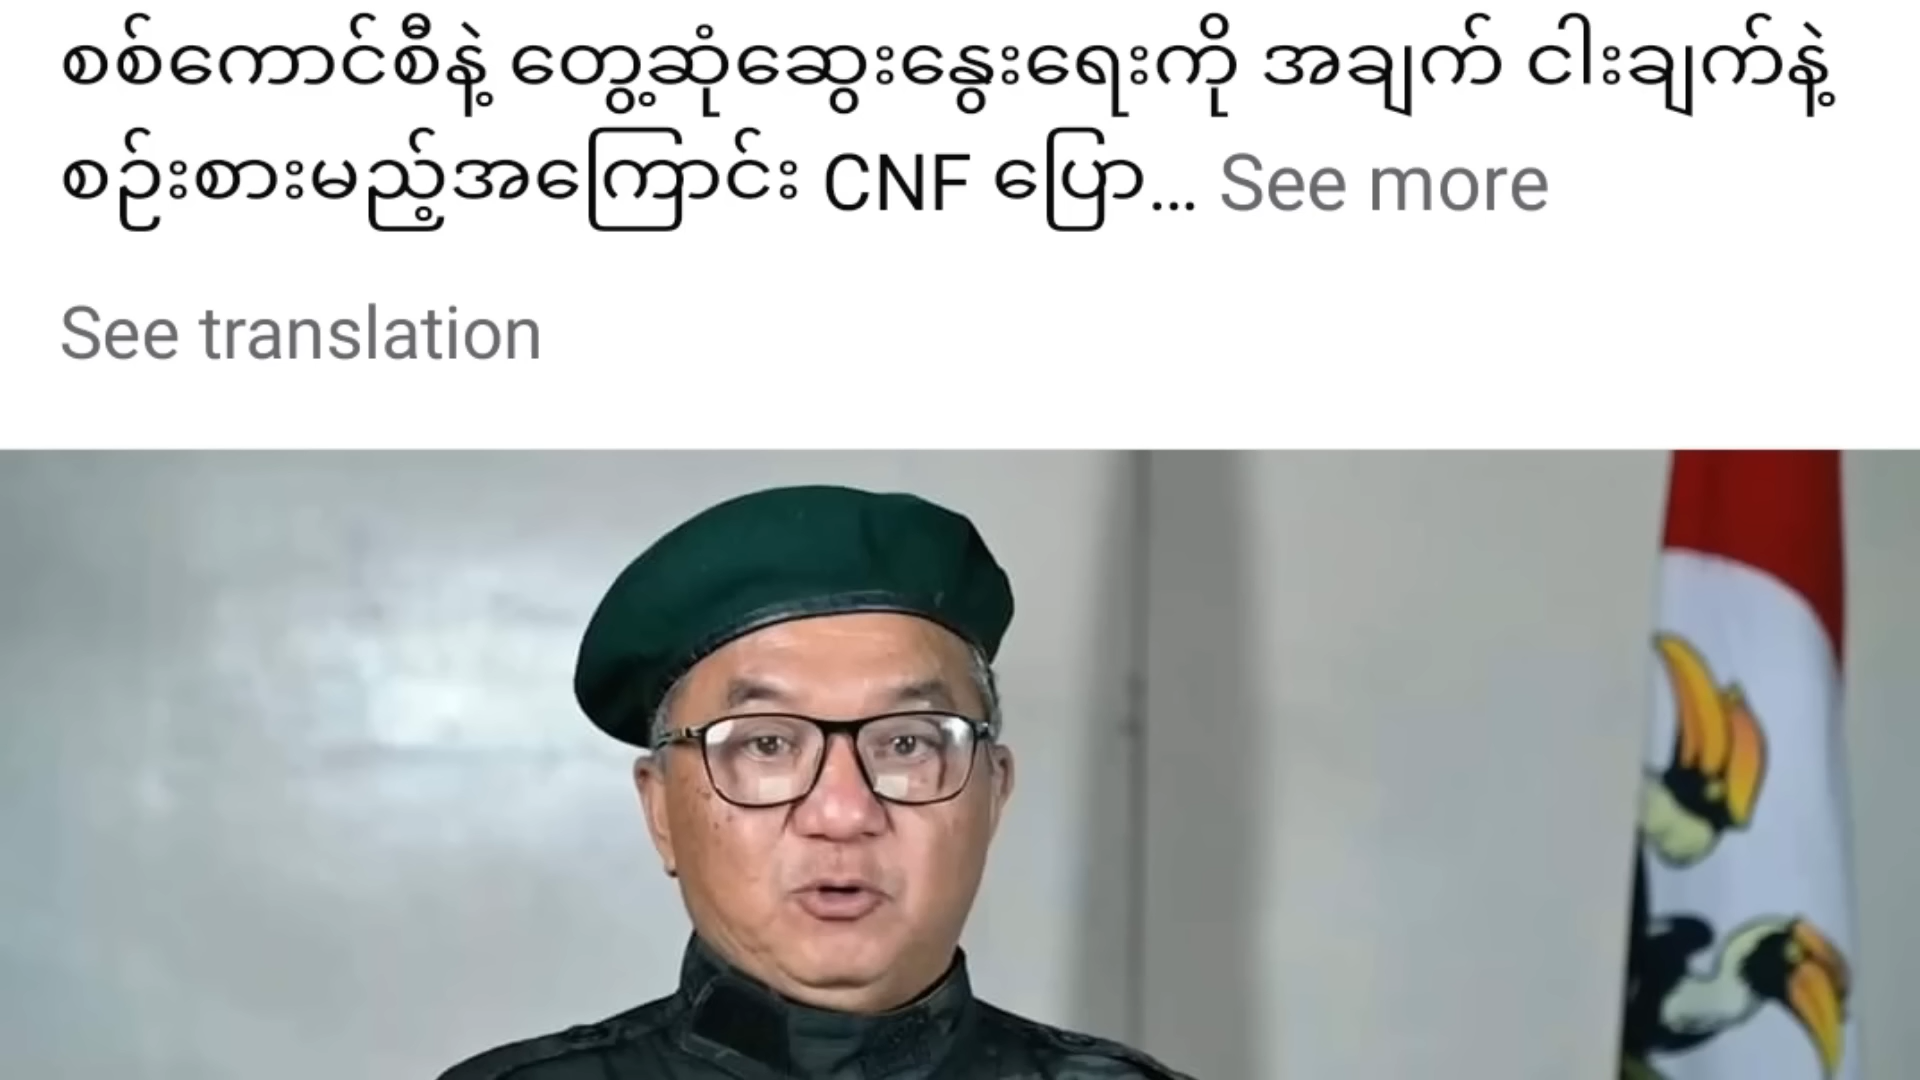 စစ်ကောင်စီနဲ့ တွေ့ဆုံဆွေးနွေးရေးကို အချက် ငါးချက်နဲ့
စဉ်းစားမည့်အကြောင်း CNF ပြော... See more
See translation